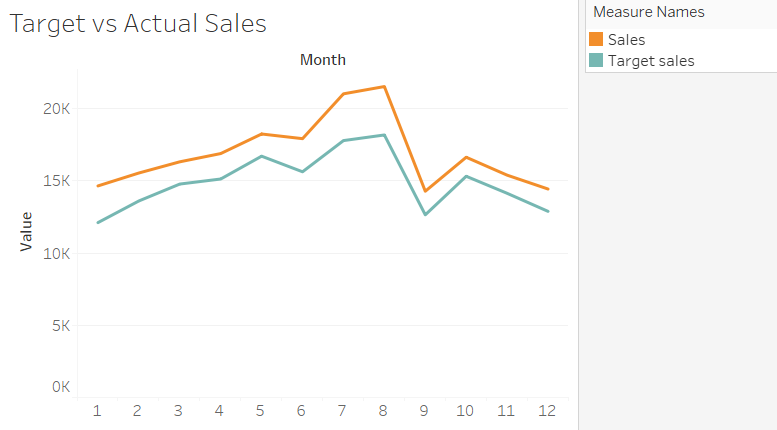 Target vs Actual Sales
Measure Names
Sales
Target sales
Month
Value
20K
15K
10K
5K
0K
1 2 3 4 5 6 7 8 9 10 11 12